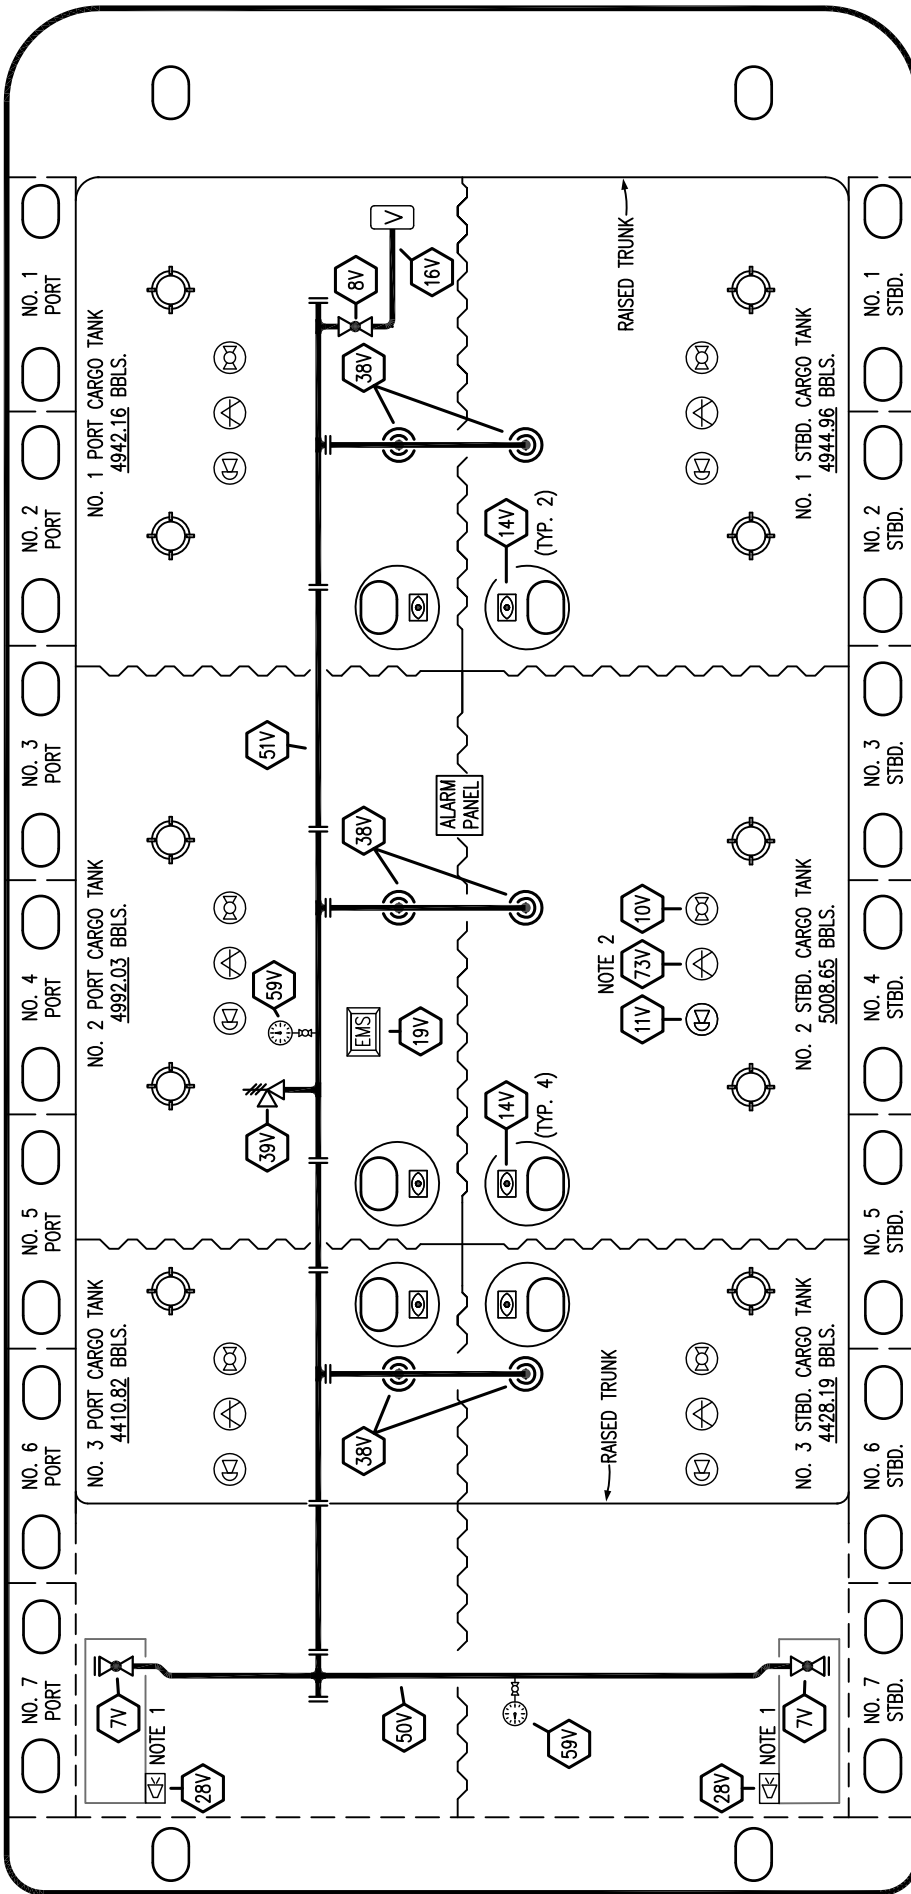 NO. 1
PORT
NO. 2
PORT
NO. 3
PORT
NO. 4
PORT
NO. 5
PORT
NO. 6
PORT
NO. 7
PORT
NO. 1 PORT CARGO TANK
4942.16 BBLS.
NO. 2 PORT CARGO TANK
4992.03 BBLS.
NO. 3 PORT CARGO TANK
4410.82 BBLS.
V
16V
8V
38V
14V
(TYP. 2)
RAISED TRUNK
51V
ALARM
PANEL
38V
59V
EMS
19V
39V
14V
(TYP. 4)
NOTE 2
10V
73V
11V
38V
RAISED TRUNK
7V
NOTE 1
28V
50V
59V
7V
NOTE 1
28V
NO. 1 STBD. CARGO TANK
4944.96 BBLS.
NO. 2 STBD. CARGO TANK
5008.65 BBLS.
NO. 3 STBD. CARGO TANK
4428.19 BBLS.
NO. 1
STBD.
NO. 2
STBD.
NO. 3
STBD.
NO. 4
STBD.
NO. 5
STBD.
NO. 6
STBD.
NO. 7
STBD.